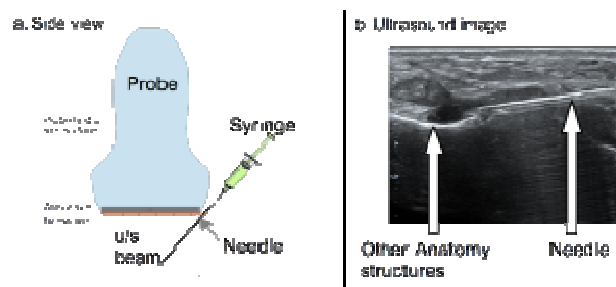 a. Side view
b Ultrasound image
Probe
Syringe
u/s
beam
Needle
Other Anatomy
structures
Needle